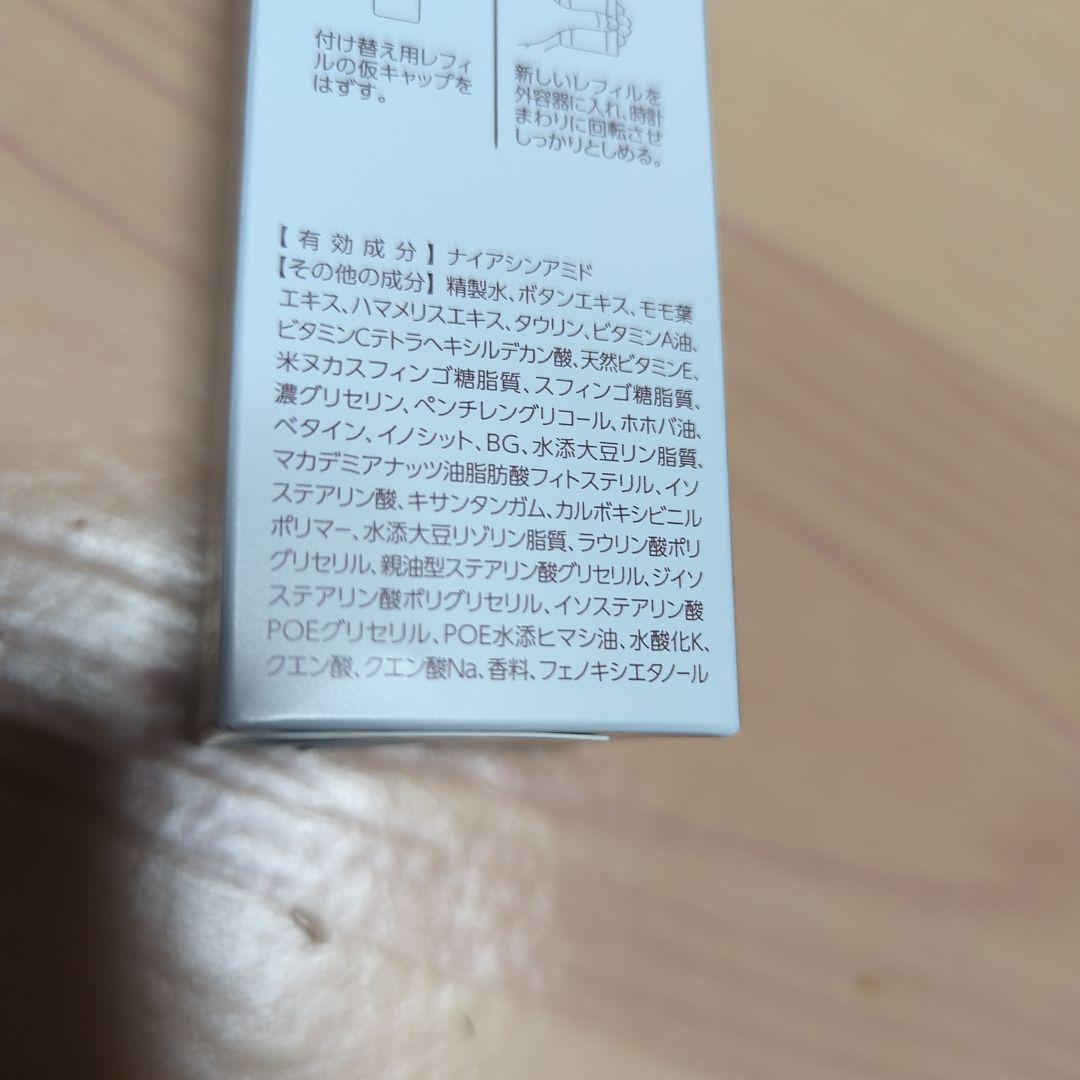 付け替え用レフィ
ルの仮キャップを
はずす。
新しいレフィルを
外容器に入れ、時計
まわりに回転させ
しっかりとしめる。
【有効成分】ナイアシンアミド
【その他の成分】精製水、ボタンエキス、モモ葉
エキス、ハマメリスエキス、タウリン、ビタミンA油、
ビタミンCテトラヘキシルデカン酸、天然ビタミンE、
米ヌカスフィンゴ糖脂質、スフィンゴ糖脂質、
濃グリセリン、ペンチレングリコール、ホホバ油、
ベタイン、イノシット、BG、水添大豆リン脂質、
マカデミアナッツ油脂肪酸フィトステリル、イソ
ステアリン酸、キサンタンガム、カルボキシビニル
ポリマー、水添大豆リゾリン脂質、ラウリン酸ポリ
グリセリル、親油型ステアリン酸グリセリル、ジイソ
ステアリン酸ポリグリセリル、イソステアリン酸
POEグリセリル、POE水添ヒマシ油、水酸化K、
クエン酸、クエン酸Na、香料、フェノキシエタノール